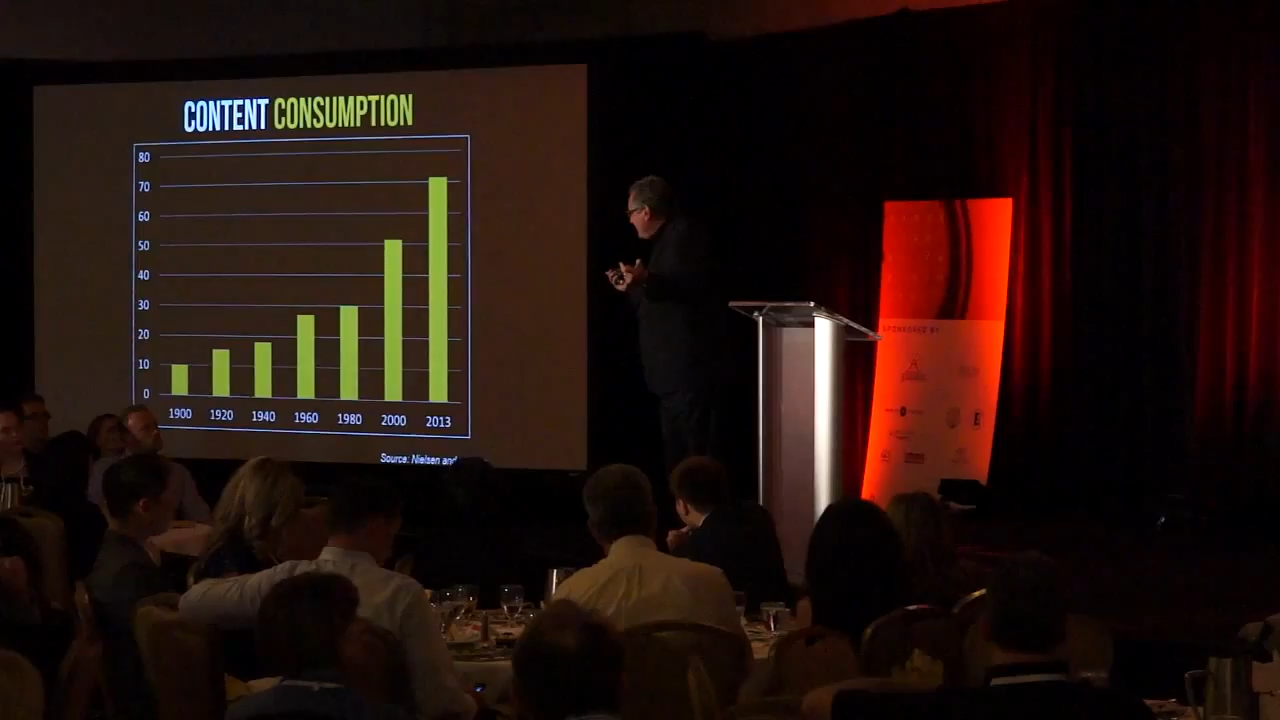 CONTENT CONSUMPTION
80
70
60
50
40
30
20
10
0
1900 1920 1940 1960 1980 2000 2013
Source: Nielsen and
SPONSORED BY